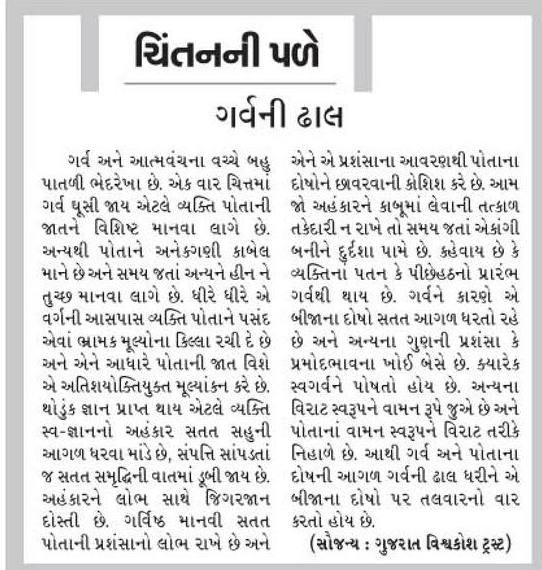 ચિંતનની પળે
ગર્વની ઢાલ
ગર્વ અને આત્મવંચના વચ્ચે બહુ
પાતળી ભેદરેખા છે. એક વાર ચિત્તમાં
ગર્વ ઘૂસી જાય એટલે વ્યક્તિ પોતાની
જાતને વિશિષ્ટ માનવા લાગે છે.
અન્યથી પોતાને અનેકગણી કાબેલ
માને છે અને સમય જતાં અન્યને હીન ને
તુચ્છ માનવા લાગે છે. ધીરે ધીરે એ
વર્ગની આસપાસ વ્યક્તિ પોતાને પસંદ
એવાં ભ્રામક મૂલ્યોના કિલ્લા રચી દે છે
અને એને આધારે પોતાની જાત વિશે
એ અતિશયોક્તિયુક્ત મૂલ્યાંકન કરે છે.
થોડુંક જ્ઞાન પ્રાપ્ત થાય એટલે વ્યક્તિ
સ્વ-જ્ઞાનનો અહંકાર સતત સહુની
આગળ ધરવા માંડે છે, સંપત્તિ સાંપડતાં
જ સતત સમૃદ્ધિની વાતમાં ડૂબી જાય છે.
અહંકારને લોભ સાથે જિગરજાન
દોસ્તી છે. ગર્વિષ્ઠ માનવી સતત
પોતાની પ્રશંસાનો લોભ રાખે છે અને
એને એ પ્રશંસાના આવરણથી પોતાના
દોષોને છાવરવાની કોશિશ કરે છે. આમ
જો અહંકારને કાબૂમાં લેવાની તત્કાળ
તકેદારી ન રાખે તો સમય જતાં એકાંગી
બનીને દુર્દશા પામે છે. કહેવાય છે કે
વ્યક્તિનાં પતન કે પીછેહઠનો પ્રારંભ
ગર્વથી થાય છે. ગર્વને કારણે એ
બીજાના દોષો સતત આગળ ધરતો રહે
છે અને અન્યના ગુણની પ્રશંસા કે
પ્રમોદભાવના ખોઈ બેસે છે. ક્યારેક
સ્વગર્વને પોષતો હોય છે. અન્યના
વિરાટ સ્વરૂપને વામન રૂપે જુએ છે અને
પોતાનાં વામન સ્વરૂપને વિરાટ તરીકે
નિહાળે છે. આથી ગર્વ અને પોતાના
દોષની આગળ ગર્વની ઢાલ ધરીને એ
બીજાના દોષો પર તલવારનો વાર
કરતો હોય છે.
(સૌજન્ય : ગુજરાત વિશ્વકોશ ટ્રસ્ટ)